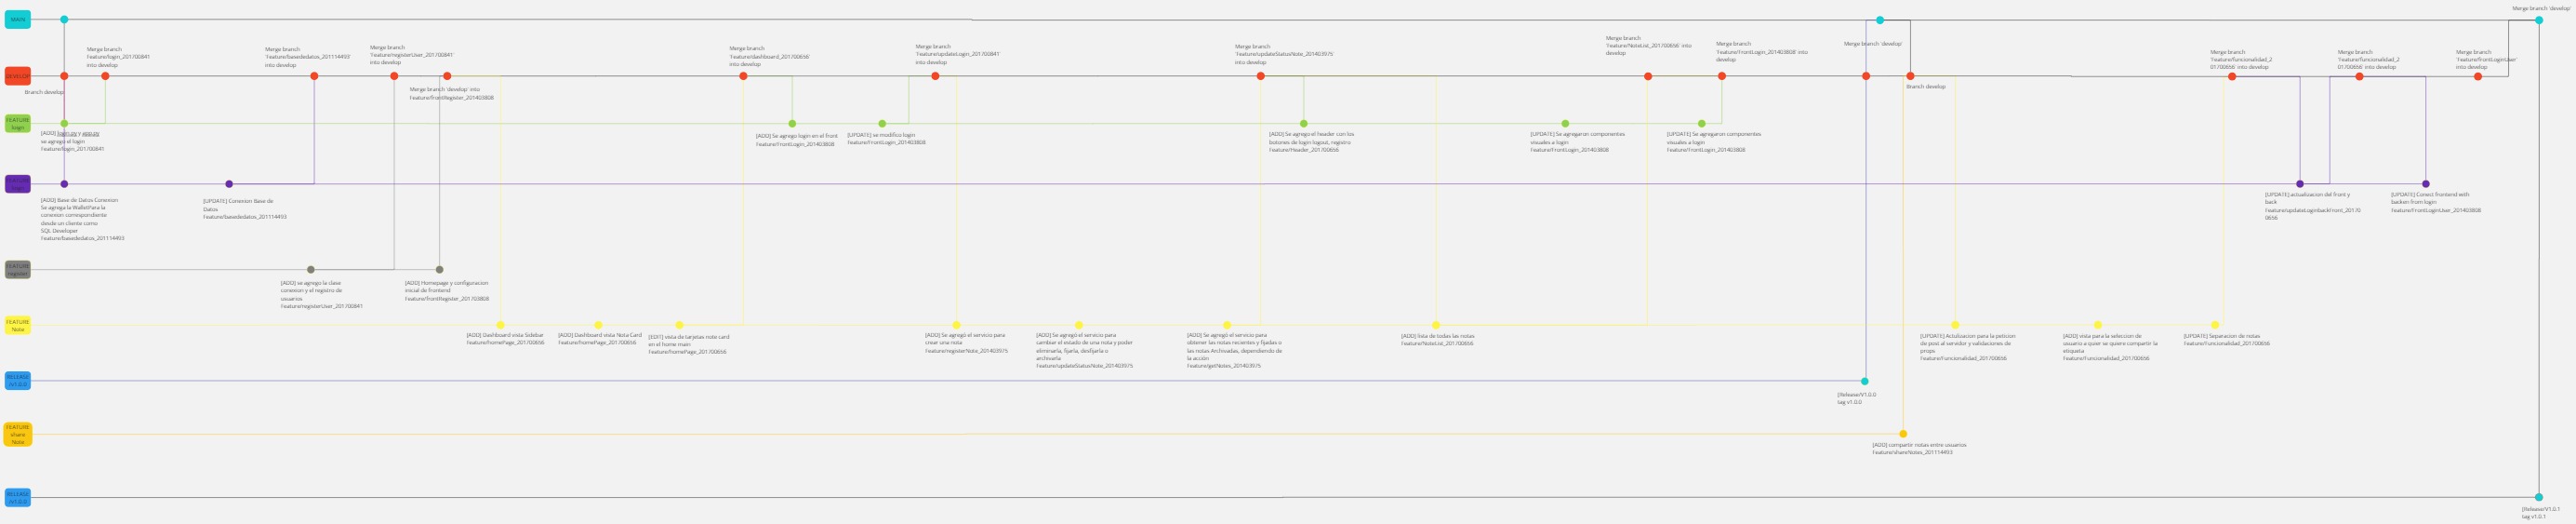 MAIN
Merge branch 'develop'
Merge branch
'Feature/login_201700841
into develop
Merge branch
'Feature/basededatos_201114493'
into develop
Merge branch
'Feature/registerUser_201700841'
into develop
Merge branch
'Feature/dashboard_201700656'
into develop
Merge branch
'Feature/updateLogin_201700841'
into develop
Merge branch
'Feature/updateStatusNote_201403975'
into develop
Merge branch
'Feature/NoteList_201700656' into
develop
Merge branch
'Feature/FrontLogin_201403808' into
develop
Merge branch 'develop'
Merge branch
'Feature/funcionalidad_2
01700656' into develop
Merge branch
'Feature/funcionalidad_2
01700656' into develop
Merge branch
'Feature/frontLoginUser'
into develop
DEVELOP
Branch develop
Merge branch 'develop' into
Feature/frontRegister_201403808
Branch develop
FEATURE
login
[ADD]
se agregó el login
Feature/login_201700841
[ADD] Se agrego login en el front
Feature/FrontLogin_201403808
[UPDATE] se modifico login
Feature/FrontLogin_201403808
[ADD] Se agrego el header con los
botones de login logout, registro
Feature/Header_201700656
[UPDATE] Se agregaron componentes
visuales a login
Feature/FrontLogin_201403808
[UPDATE] Se agregaron componentes
visuales a login
Feature/FrontLogin_201403808
FEATURE
[ADD] Base de Datos Conexion
Se agrega la WalletPara la
conexion correspondiente
desde un cliente como
SQL Developer
Feature/basededatos_201114493
[UPDATE] Conexion Base de
Datos
Feature/basededatos_201114493
[UPDATE] actualizacion del front y
back
Feature/updateLoginbackFront_20170
0656
[UPDATE] Conect frontend with
backen from login
Feature/FrontLoginUser_201403808
FEATURE
register
[ADD] se agrego la clase
conexion y el registro de
usuarios
Feature/registerUser_201700841
[ADD] Homepage y configuracion
inicial de frontend
Feature/frontRegister_201703808
FEATURE
Note
[ADD] Dashboard vista Sidebar
Feature/homePage_201700656
[ADD] Dashboard vista Nota Card
Feature/homePage_201700656
[EDIT] vista de tarjetas note card
en el home main
Feature/homePage_201700656
[ADD] Se agregó el servicio para
crear una nota
Feature/registerNote_201403975
[ADD] Se agregó el servicio para
cambiar el estado de una nota y poder
eliminarla, fijarla, desfijarla o
archivarla
Feature/updateStatusNote_201403975
[ADD] Se agregó el servicio para
obtener las notas recientes y fijadas o
las notas Archivadas, dependiendo de
la acción
Feature/getNotes_201403975
[ADD] lista de todas las notas
Feature/NoteList_201700656
[UPDATE] Actulizacion para la peticion
de post al servidor y validaciones de
props
Feature/Funcionalidad_201700656
[ADD] vista para la seleccion de
usuario a quier se quiere compartir la
etiqueta
Feature/Funcionalidad_201700656
[UPDATE] Separacion de notas
Feature/Funcionalidad_201700656
RELEASE
/v1.0.0
[Release/V1.0.0
tag v1.0.0
FEATURE
share
Note
[ADD] compartir notas entre usuarios
Feature/shareNotes_201114493
RELEASE
/v1.0.0
[Release/V1.0.1
tag v1.0.1